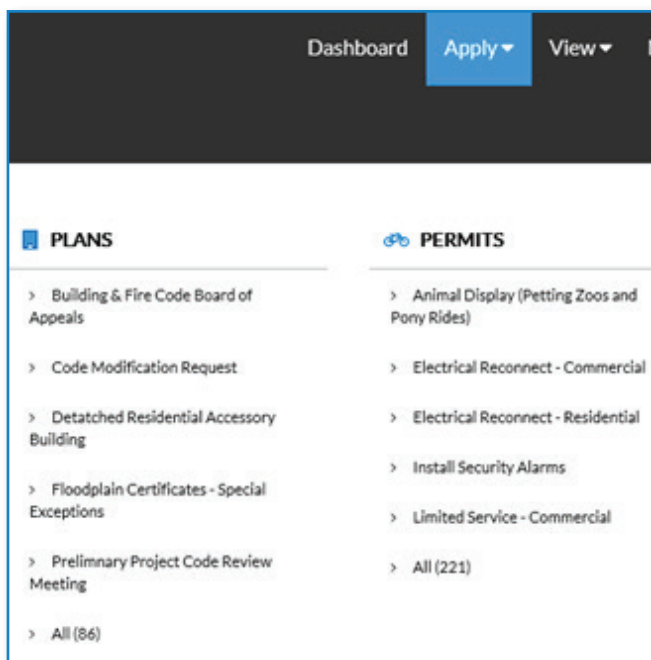 Dashboard Apply View
PLANS
> Building & Fire Code Board of
Appeals
> Code Modification Request
> Detatched Residential Accessory
Building
> Floodplain Certificates - Special
Exceptions
> Prelimnary Project Code Review
Meeting
> All (86)
PERMITS
> Animal Display (Petting Zoos and
Pony Rides)
> Electrical Reconnect - Commercial
> Electrical Reconnect - Residential
> Install Security Alarms
> Limited Service - Commercial
> All (221)